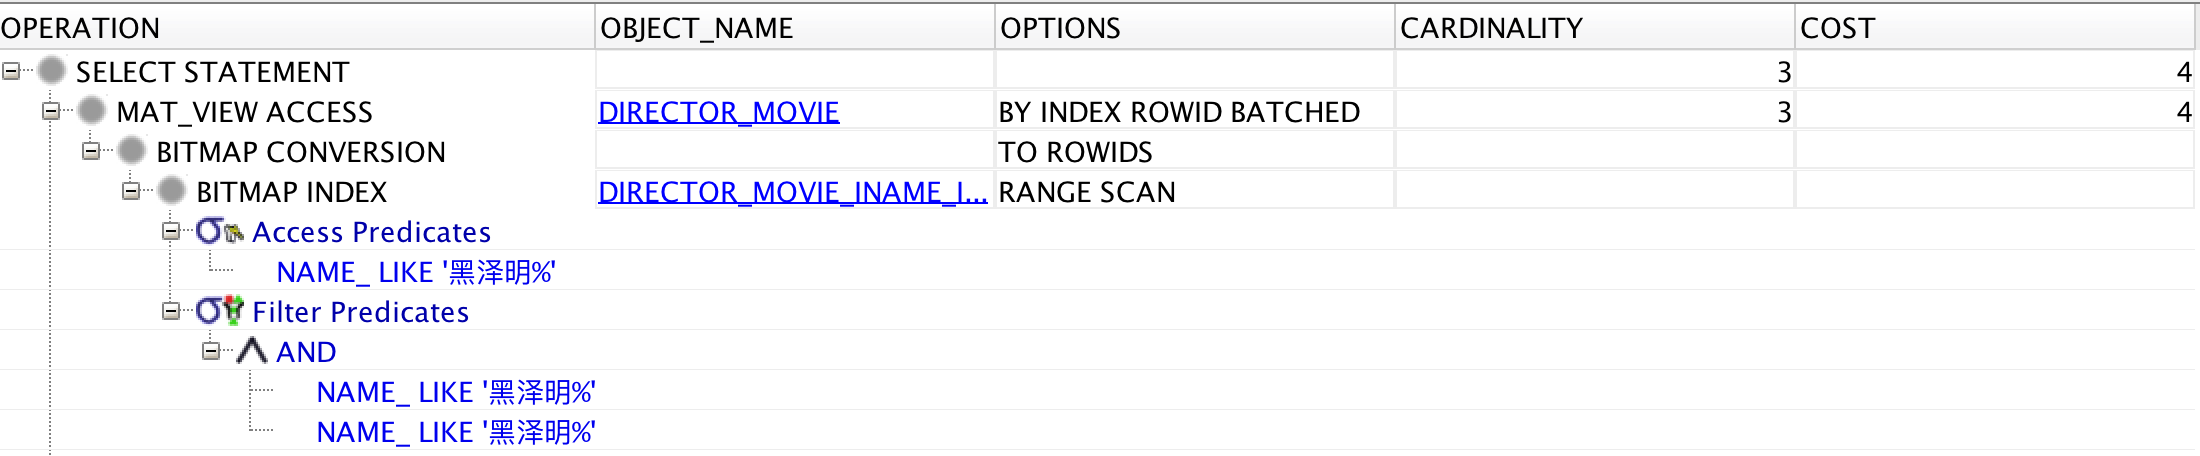 OPERATION OBJECT_NAME OPTIONS CARDINALITY COST
SELECT STATEMENT 3 4
MAT_VIEW ACCESS DIRECTOR_MOVIE BY INDEX ROWID BATCHED 3 4
BITMAP CONVERSION TO ROWIDS
BITMAP INDEX DIRECTOR_MOVIE_INAME_I... RANGE SCAN
Access Predicates
NAME_ LIKE '黑泽明%'
Filter Predicates
AND
NAME_ LIKE '黑泽明%'
NAME_ LIKE '黑泽明%'